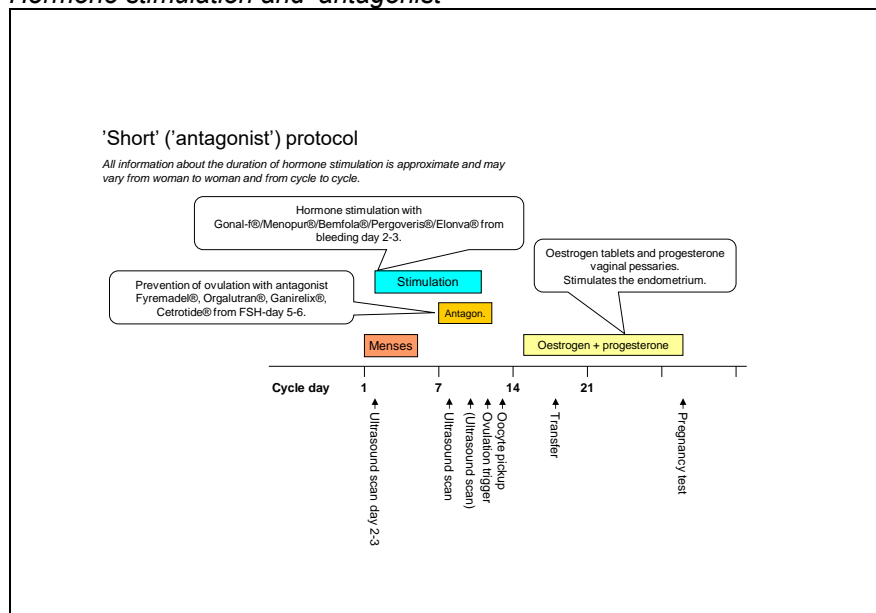 Hormone stimulation and 'antagonist'
'Short' ('antagonist') protocol
All information about the duration of hormone stimulation is approximate and may
vary from woman to woman and from cycle to cycle.
Hormone stimulation with
Gonal-f®/Menopur®/Bemfola®/Pergoveris®/Elonva® from
bleeding day 2-3.
Oestrogen tablets and progesterone
vaginal pessaries.
Stimulates the endometrium.
Prevention of ovulation with antagonist
Fyremadel®, Orgalutran®, Ganirelix®,
Cetrotide® from FSH-day 5-6.
Stimulation
Antagon.
Menses
Oestrogen + progesterone
Cycle day 1 7 14 21
Ultrasound scan day 2-3
Ultrasound scan
(Ultrasound scan)
Ovulation trigger
Oocyte pickup
Transfer
Pregnancy test